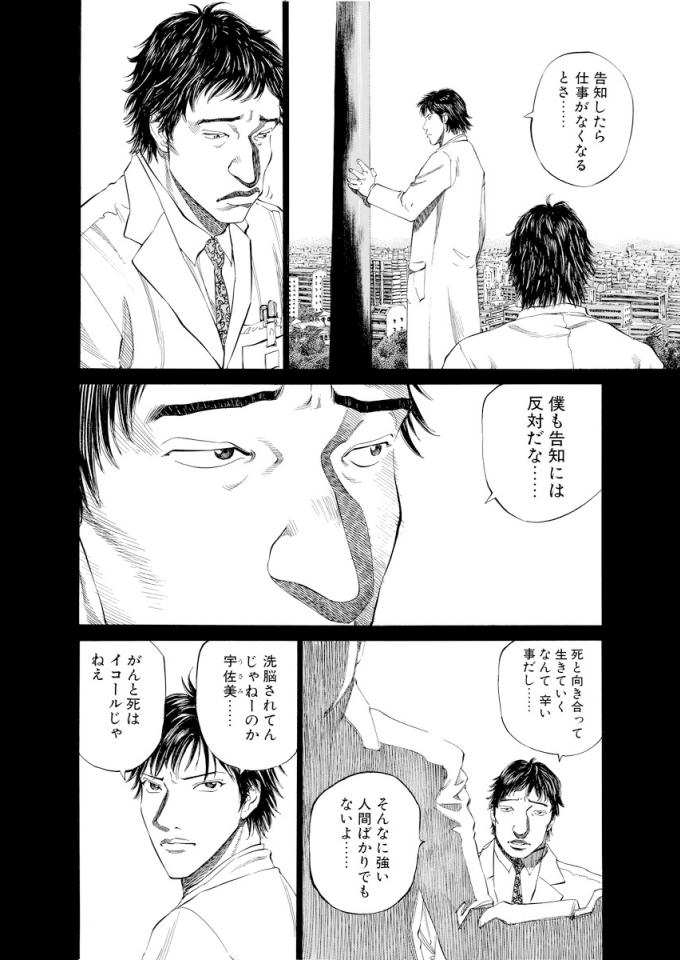 告知したら
仕事がなくなる
とさ……
僕も告知には
反対だな……
死と向き合って
生きていく
なんて 辛い
事だし…
そんなに強い
人間ばかりでも
ないよ……
洗脳されてん
じゃねーのか
宇佐美……
うさみ
がんと死は
イコールじゃ
ねえ